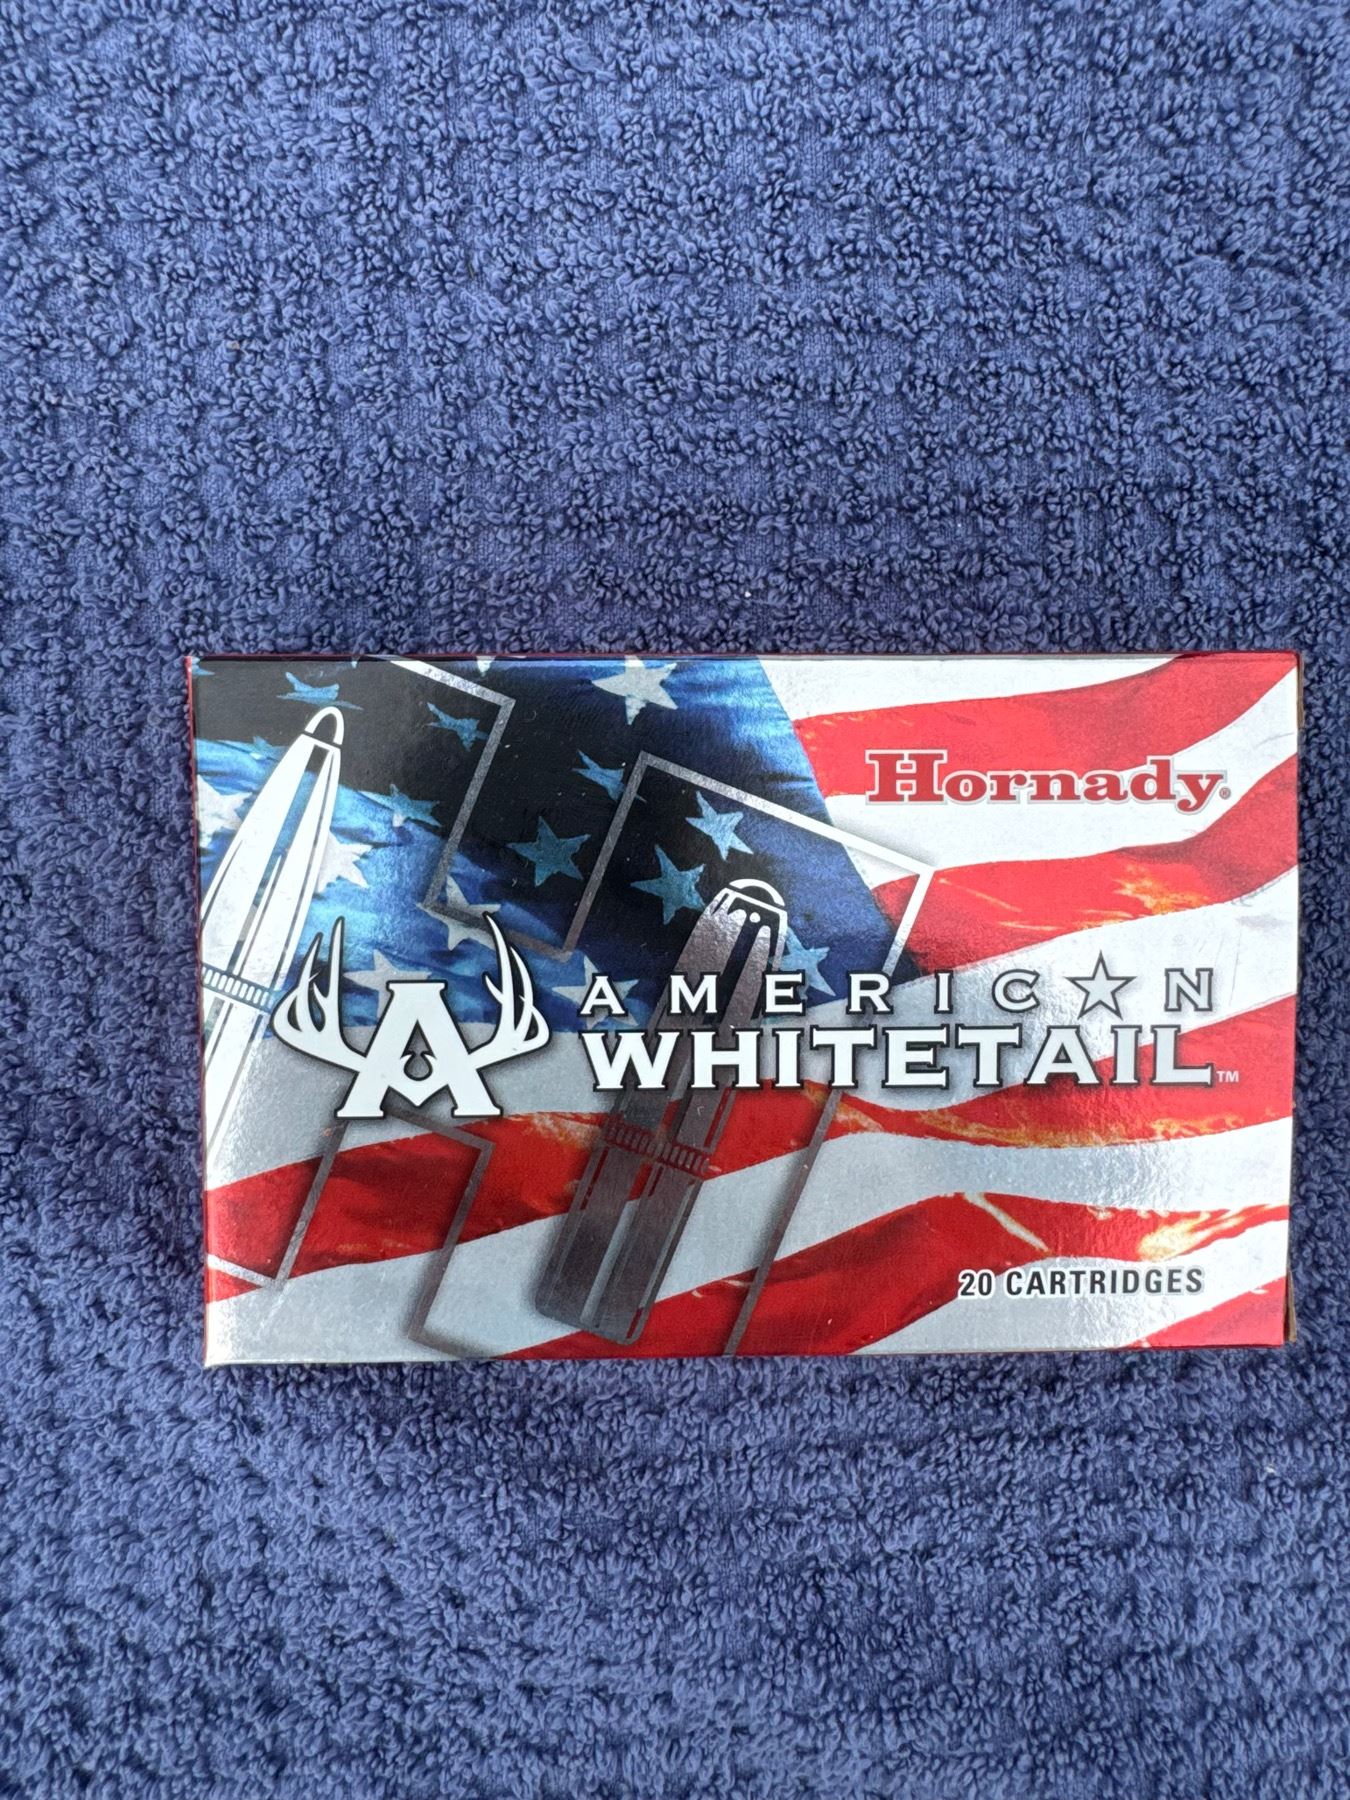 Hornady®
AMERIC★N
WHITETAIL™
20 CARTRIDGES